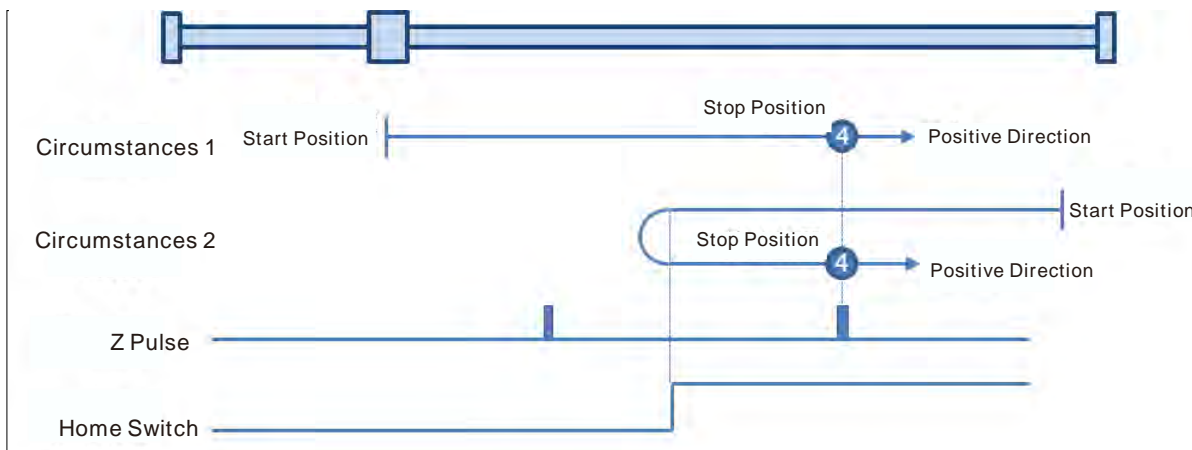 Stop Position
Circumstances 1 Start Position 4 Positive Direction
Start Position
Circumstances 2 Stop Position
4 Positive Direction
Z Pulse
Home Switch